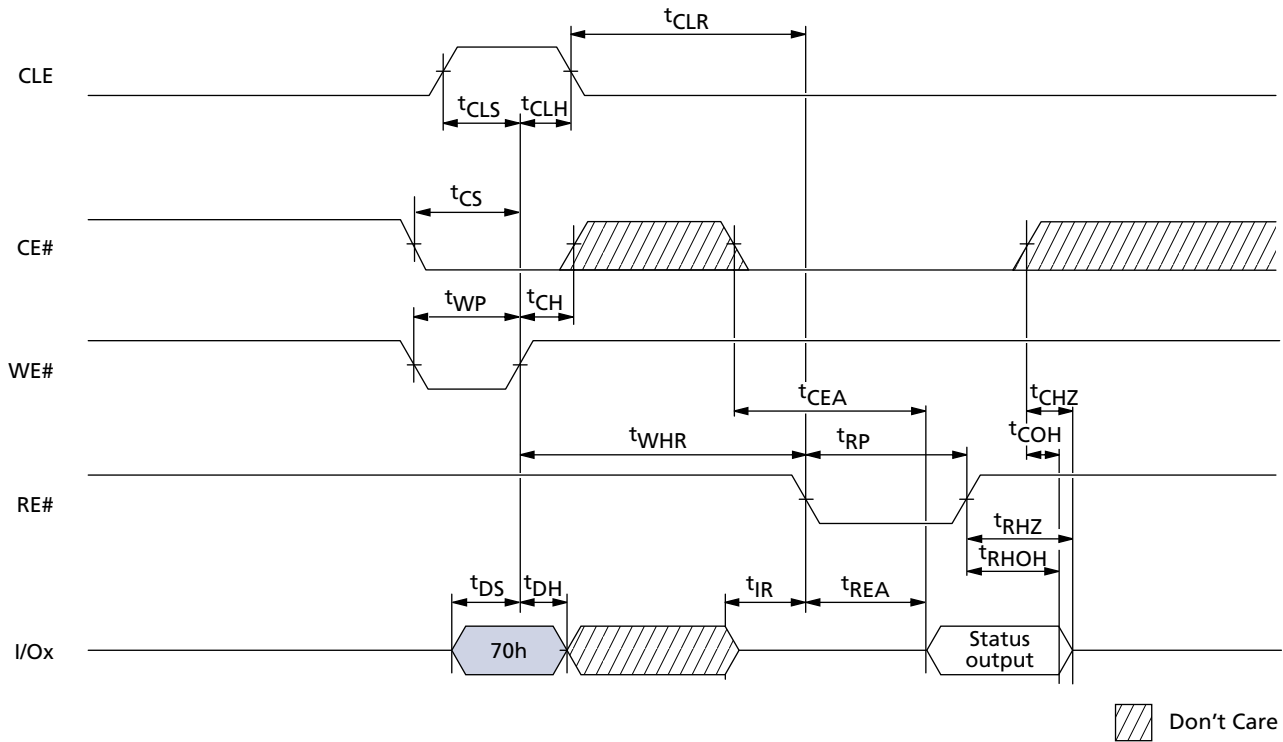 tCLR
CLE
tCLS tCLH
tCS
CE#
tWP tCH
WE#
tCEA tCHZ
tWHR tRP tCOH
RE#
tRHZ
tRHOH
tDS tDH tIR tREA
I/Ox 70h Status
output
Don't Care